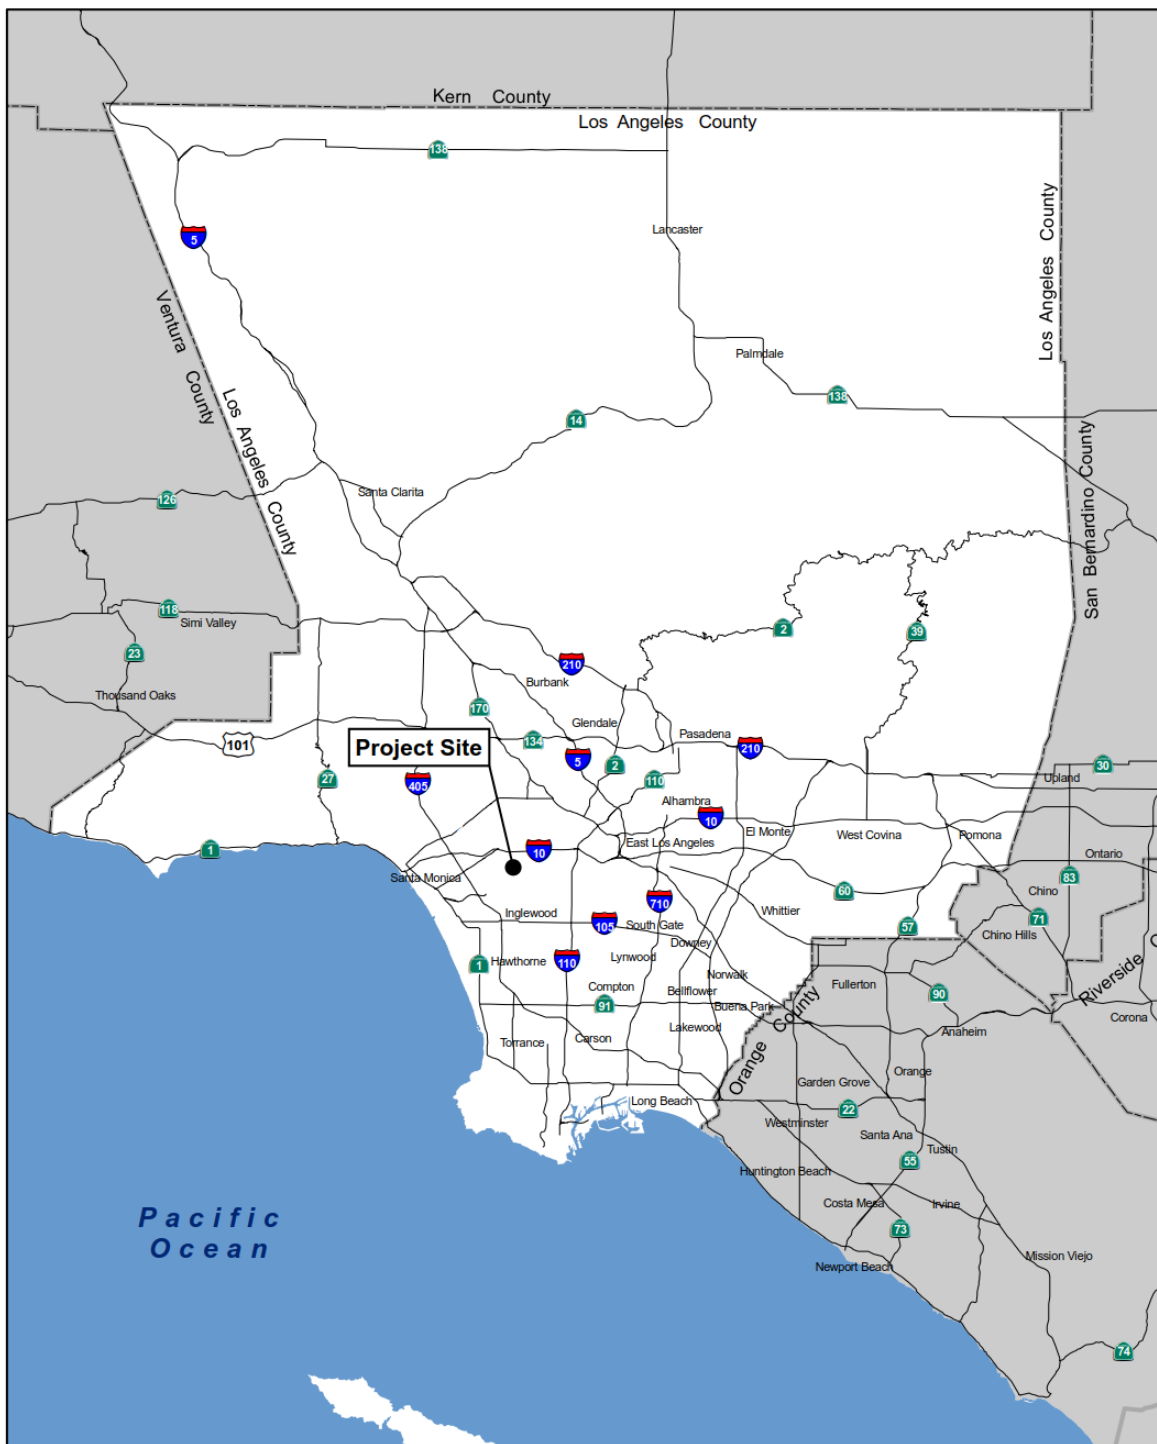 Kern County
Los Angeles County
138
Los Angeles County
Lancaster
5
Ventura County
Los Angeles County
Palmdale
138
14
San Bernardino County
Santa Clarita
126
118
Simi Valley
2
39
23
210
Burbank
Thousand Oaks
170
Glendale
Pasadena
101
Project Site
134
210
5
2
30
27
405
110
Upland
Alhambra
10
El Monte
West Covina
Pomona
1
10
East Los Angeles
Ontario
Santa Monica
83
Chino
60
710
Inglewood
Whittier
71
105
South Gate
57
Chino Hills
Downey
1
Hawthorne
110
Lynwood
Norwalk
Riverside C
Compton
Bellflower
Fullerton
90
91
Buena Park
Orange County
Corona
Lakewood
Anaheim
Torrance
Carson
Orange
Garden Grove
Long Beach
22
Westminster
Santa Ana
Tustin
55
Huntington Beach
Costa Mesa
Irvine
Pacific
Ocean
73
Mission Viejo
Newport Beach
74